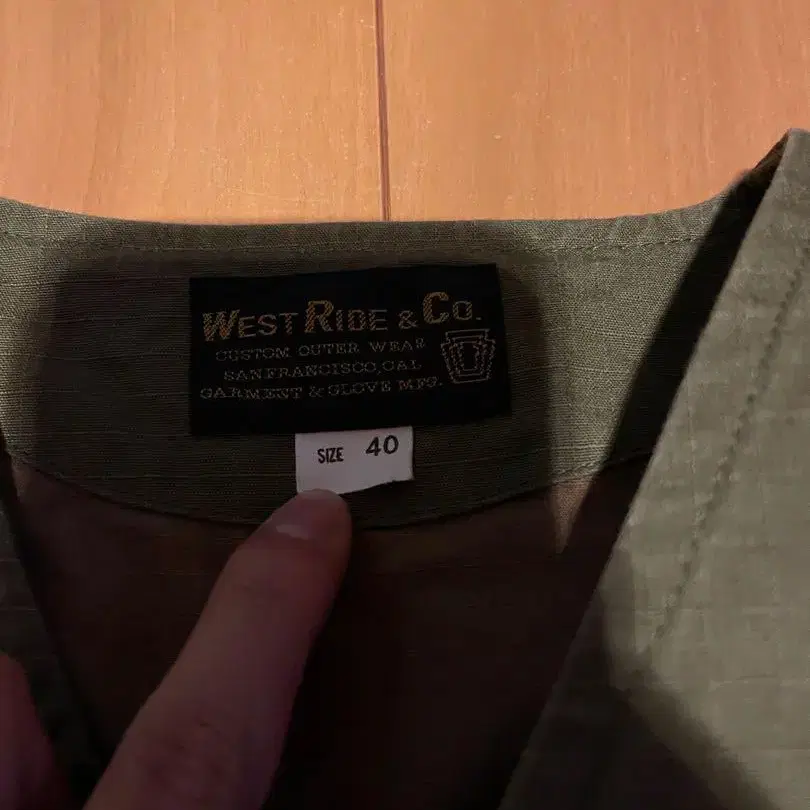 WEST RIDE & CO.
CUSTOM OUTER WEAR
SANFRANCISCO, CAL
GARMENT & GLOVE MFG.
SIZE 40